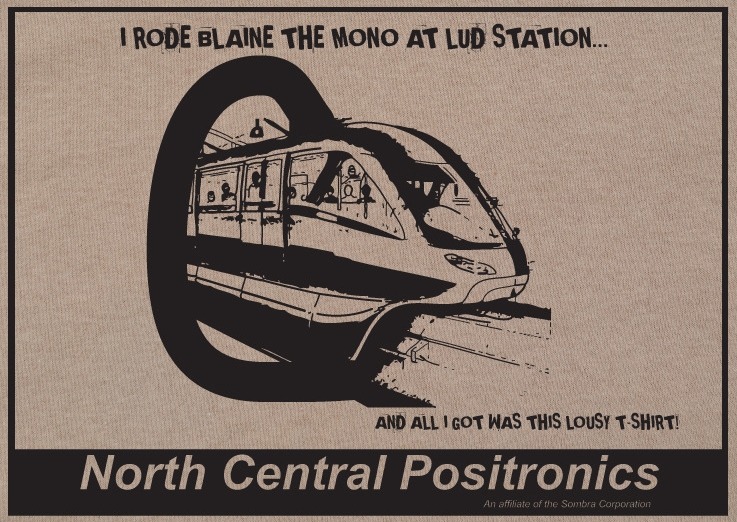 I RODE BLAINE THE MONO AT LUD STATION...
AND ALL I GOT WAS THIS LOUSY T-SHIRT!
North Central Positronics
An affiliate of the Sombra Corporation